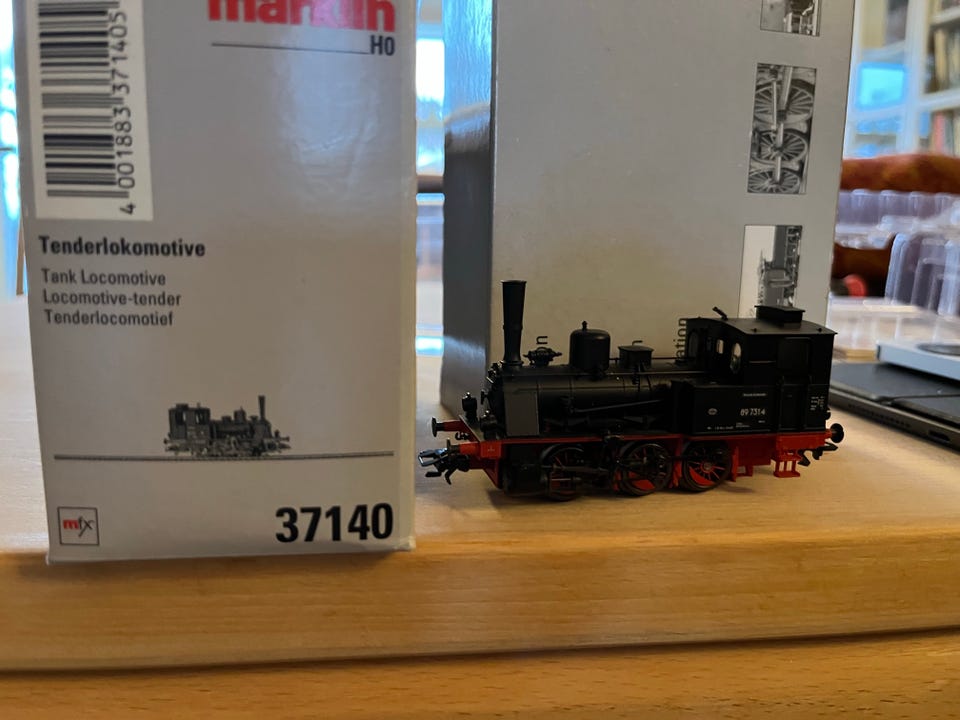 märklin
H0
4 001883 371405
Tenderlokomotive
Tank Locomotive
Locomotive-tender
Tenderlocomotief
mfx
37140
89 7314